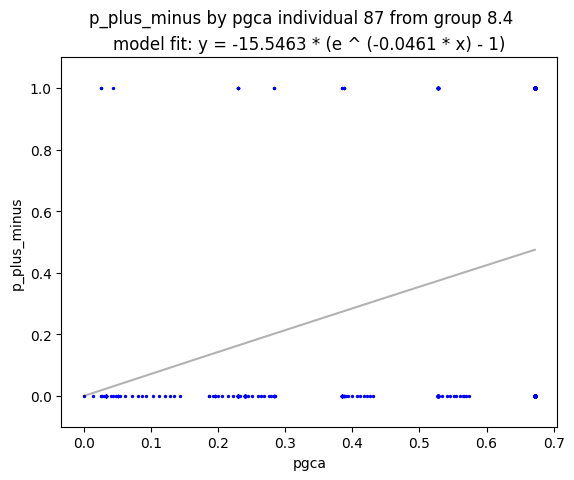 p_plus_minus by pgca individual 87 from group 8.4
model fit: y = -15.5463 * (e ^ (-0.0461 * x) - 1)
1.0
0.8
0.6
0.4
0.2
0.0
p_plus_minus
0.0 0.1 0.2 0.3 0.4 0.5 0.6 0.7
pgca